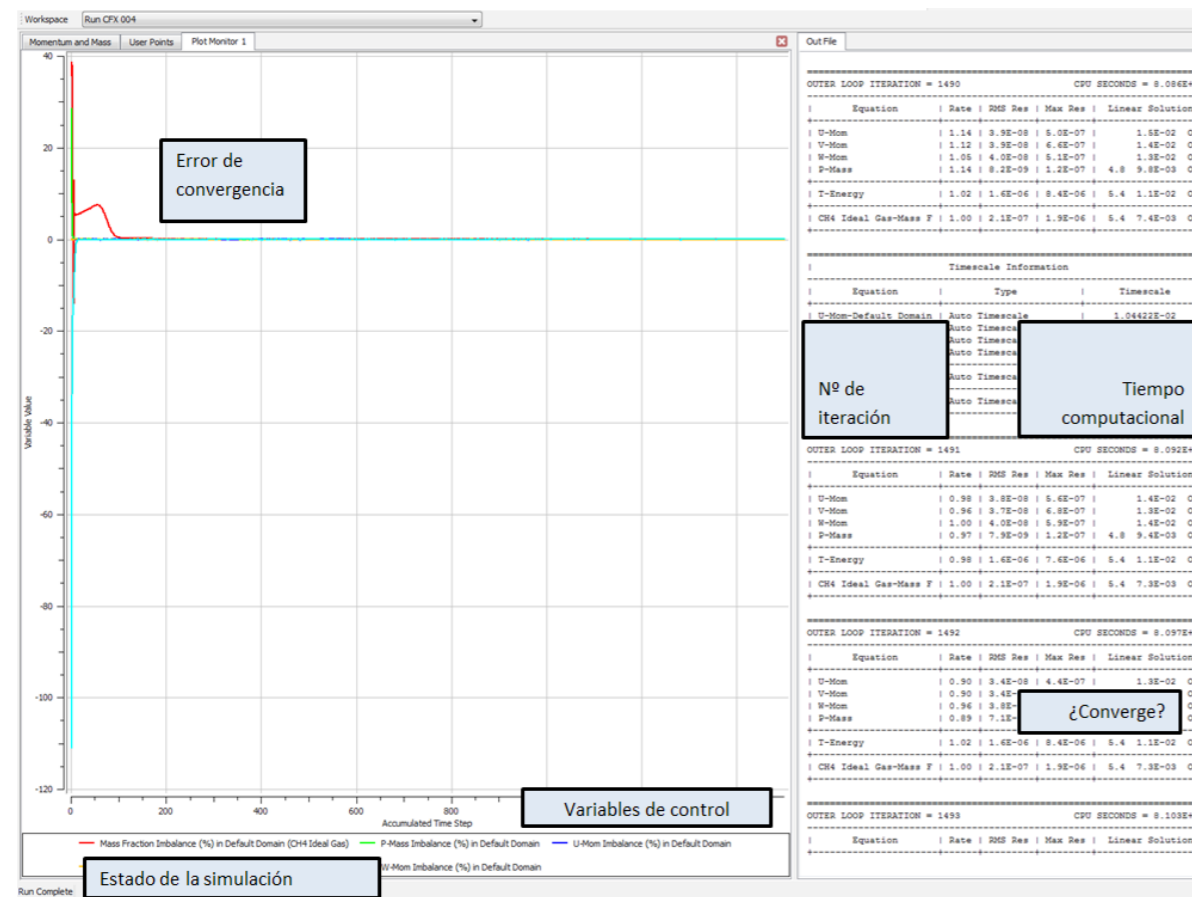 Workspace Run CFX 004
Momentum and Mass User Points Plot Monitor 1
40
20
0
-20
-40
-60
-80
-100
-120
Variable Value
0 200 400 600 800
Accumulated Time Step
Error de
convergencia
Variables de control
Mass Fraction Imbalance (%) in Default Domain (CH4 Ideal Gas) P-Mass Imbalance (%) in Default Domain U-Mom Imbalance (%) in Default Domain
W-Mom Imbalance (%) in Default Domain
Estado de la simulación
Run Complete
Out File
OUTER LOOP ITERATION = 1490 CPU SECONDS = 8.086E+
| Equation | Rate | RMS Res | Max Res | Linear Solution
| U-Mom | 1.14 | 3.9E-08 | 5.0E-07 | 1.5E-02 O
| V-Mom | 1.12 | 3.9E-08 | 6.6E-07 | 1.4E-02 O
| W-Mom | 1.05 | 4.0E-08 | 5.1E-07 | 1.3E-02 O
| P-Mass | 1.14 | 8.2E-09 | 1.2E-07 | 4.8 9.8E-03 O
| T-Energy | 1.02 | 1.6E-06 | 8.4E-06 | 5.4 1.1E-02 O
| CH4 Ideal Gas-Mass F | 1.00 | 2.1E-07 | 1.9E-06 | 5.4 7.4E-03 O
| Timescale Information
| Equation | Type | Timescale
| U-Mom-Default Domain | Auto Timescale | 1.04422E-02
Auto Timesca
Auto Timesca
Auto Timesca
Auto Timesca
Auto Timesca
Nº de
iteración
Tiempo
computacional
OUTER LOOP ITERATION = 1491 CPU SECONDS = 8.092E+
| Equation | Rate | RMS Res | Max Res | Linear Solution
| U-Mom | 0.98 | 3.8E-08 | 5.6E-07 | 1.4E-02 O
| V-Mom | 0.96 | 3.7E-08 | 6.8E-07 | 1.3E-02 O
| W-Mom | 1.00 | 4.0E-08 | 5.9E-07 | 1.4E-02 O
| P-Mass | 0.97 | 7.9E-09 | 1.2E-07 | 4.8 9.4E-03 O
| T-Energy | 0.98 | 1.6E-06 | 7.6E-06 | 5.4 1.1E-02 O
| CH4 Ideal Gas-Mass F | 1.00 | 2.1E-07 | 1.9E-06 | 5.4 7.3E-03 O
OUTER LOOP ITERATION = 1492 CPU SECONDS = 8.097E+
| Equation | Rate | RMS Res | Max Res | Linear Solution
| U-Mom | 0.90 | 3.4E-08 | 4.4E-07 | 1.3E-02 O
| V-Mom | 0.90 | 3.4E-
| W-Mom | 0.96 | 3.8E-
| P-Mass | 0.89 | 7.1E-
¿Converge?
| T-Energy | 1.02 | 1.6E-06 | 8.4E-06 | 5.4 1.1E-02 O
| CH4 Ideal Gas-Mass F | 1.00 | 2.1E-07 | 1.9E-06 | 5.4 7.3E-03 O
OUTER LOOP ITERATION = 1493 CPU SECONDS = 8.103E+
| Equation | Rate | RMS Res | Max Res | Linear Solution